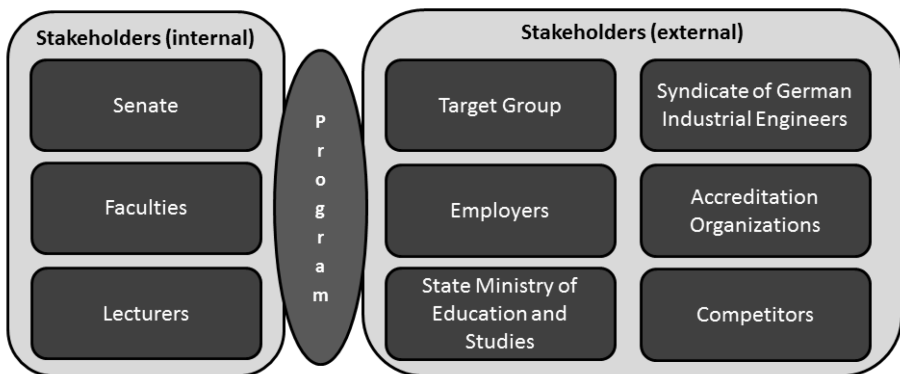 Stakeholders (internal)
Senate
Faculties
Lecturers
Program
Stakeholders (external)
Target Group
Syndicate of German
Industrial Engineers
Employers
Accreditation
Organizations
State Ministry of
Education and
Studies
Competitors